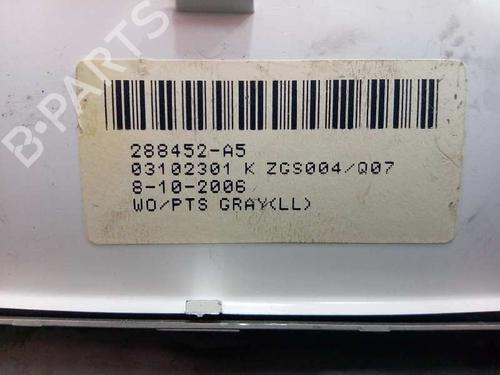 B-PARTS
288452-A5
03102301 K ZGS004/Q07
8-10-2006
WO/PTS GRAY(LL)